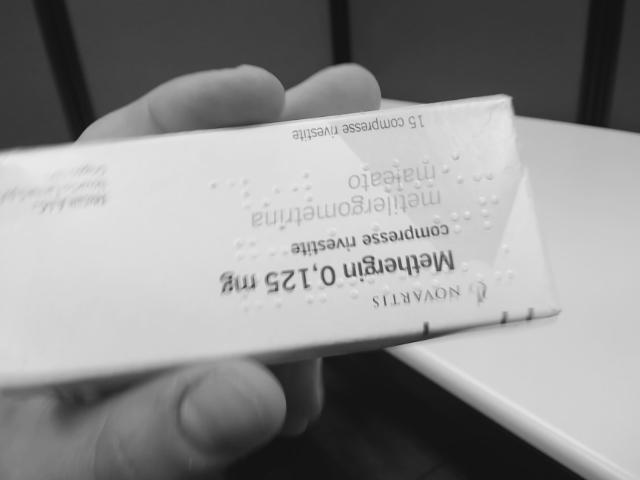 NOVARTIS
Methergin 0,125 mg
compresse rivestite
metilergometrina
maleato
15 compresse rivestite